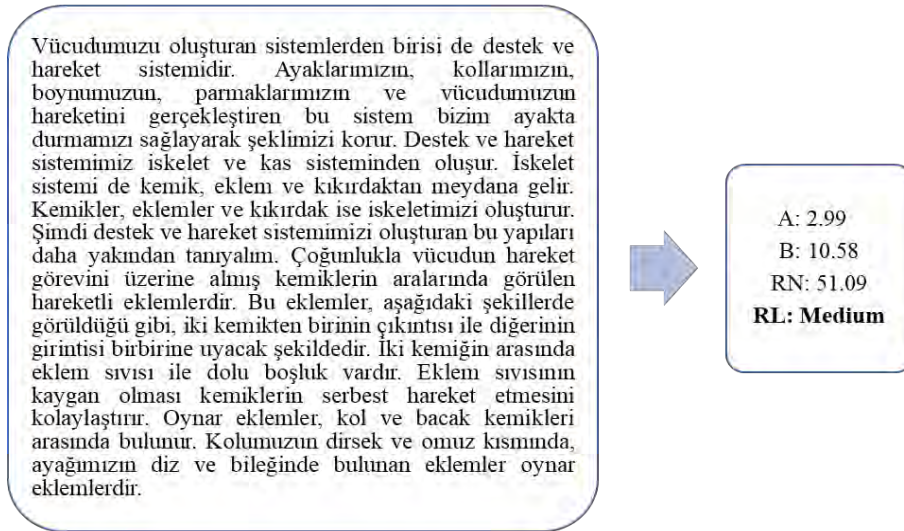 Vücudumuzu oluşturan sistemlerden birisi de destek ve
hareket sistemidir. Ayaklarımızın, kollarımızın,
boynumuzun, parmaklarımızın ve vücudumuzun
hareketini gerçekleştiren bu sistem bizim ayakta
durmamızı sağlayarak şeklimizi korur. Destek ve hareket
sistemimiz iskelet ve kas sisteminden oluşur. İskelet
sistemi de kemik, eklem ve kıkırdaktan meydana gelir.
Kemikler, eklemler ve kıkırdak ise iskeletimizi oluşturur.
Şimdi destek ve hareket sistemimizi oluşturan bu yapıları
daha yakından tanıyalım. Çoğunlukla vücudun hareket
görevini üzerine almış kemiklerin aralarında görülen
hareketli eklemlerdir. Bu eklemler, aşağıdaki şekillerde
görüldüğü gibi, iki kemikten birinin çıkıntısı ile diğerinin
girintisi birbirine uyacak şekildedir. İki kemiğin arasında
eklem sıvısı ile dolu boşluk vardır. Eklem sıvısının
kaygan olması kemiklerin serbest hareket etmesini
kolaylaştırır. Oynar eklemler, kol ve bacak kemikleri
arasında bulunur. Kolumuzun dirsek ve omuz kısmında,
ayağımızın diz ve bileğinde bulunan eklemler oynar
eklemlerdir.
A: 2.99
B: 10.58
RN: 51.09
RL: Medium